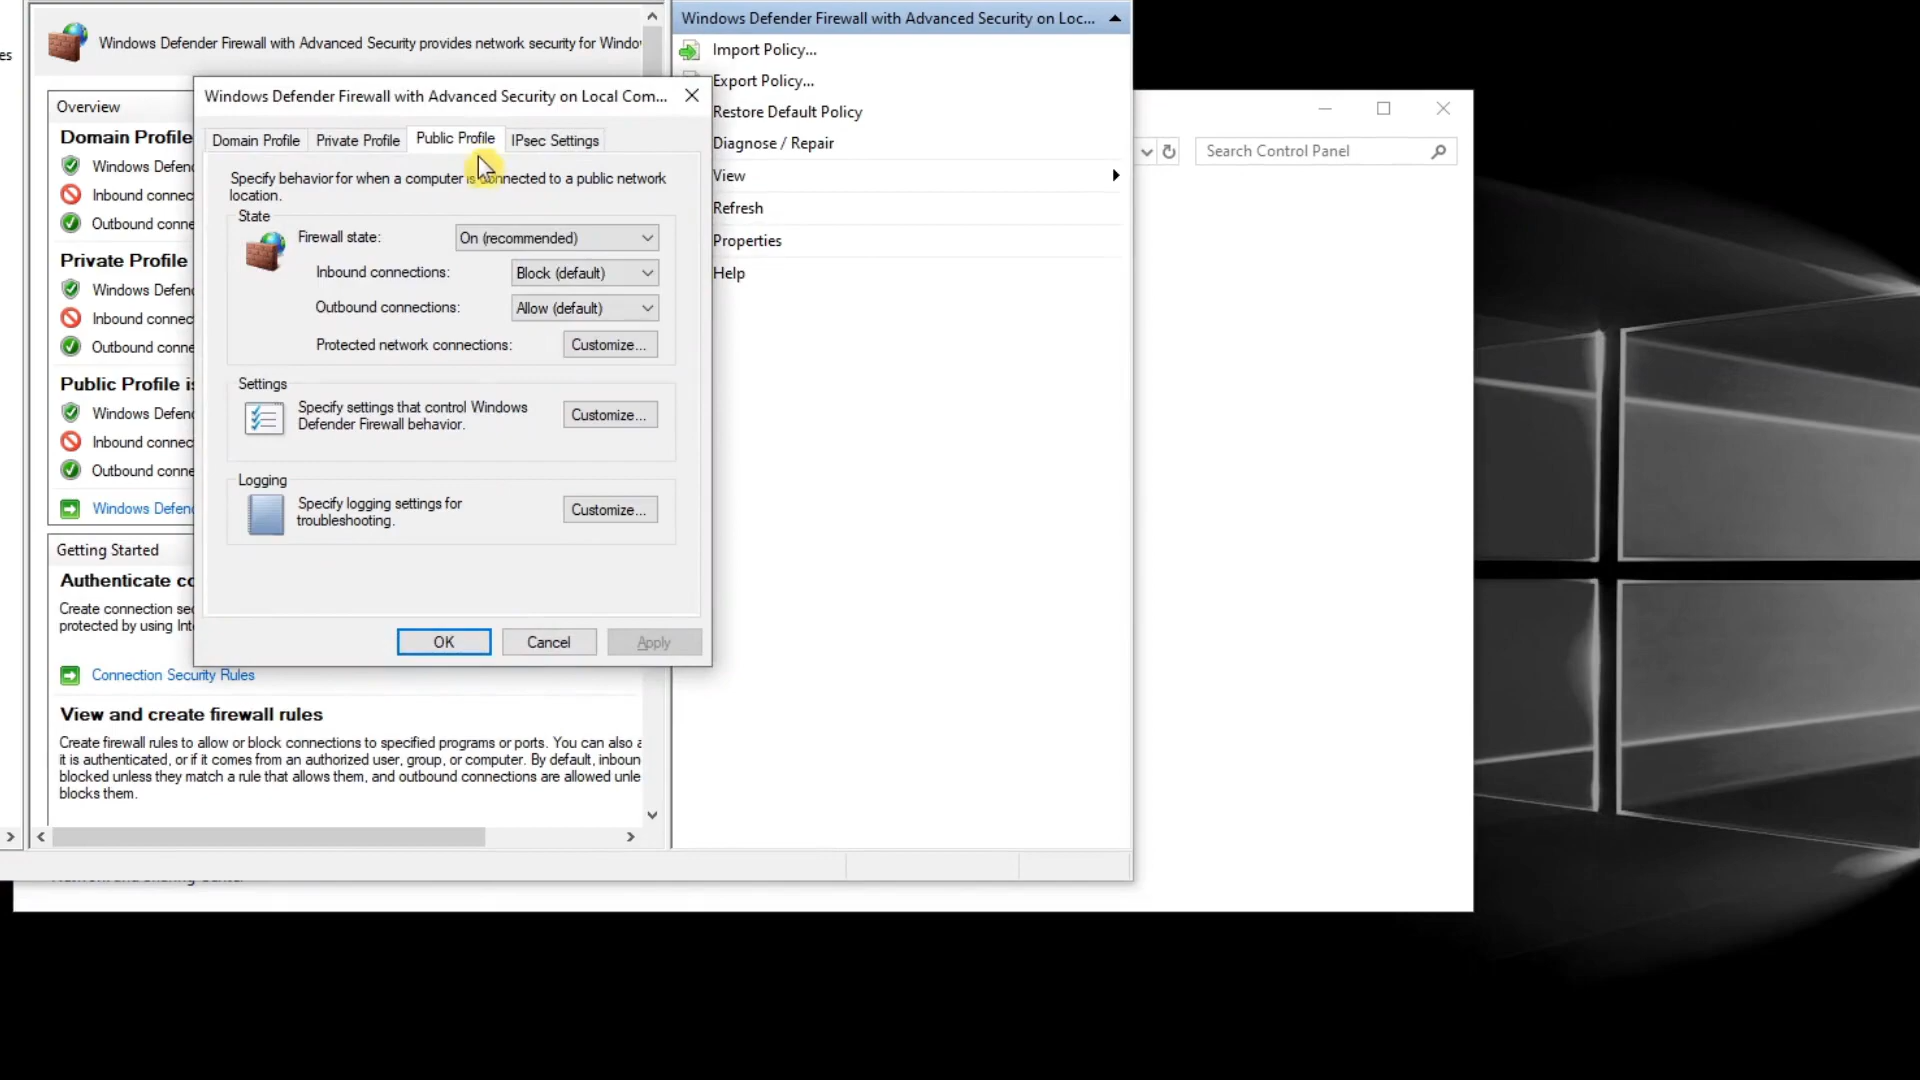 es
Windows Defender Firewall with Advanced Security provides network security for Windo
Overview
Domain Profile
Windows Defen
Inbound connec
Outbound conne
Private Profile
Windows Defen
Inbound connec
Outbound conne
Public Profile is
Windows Defen
Inbound connec
Outbound conne
Windows Defen
Getting Started
Authenticate co
Create connection sec
protected by using Inte
Connection Security Rules
View and create firewall rules
Create firewall rules to allow or block connections to specified programs or ports. You can also a
it is authenticated, or if it comes from an authorized user, group, or computer. By default, inboun
blocked unless they match a rule that allows them, and outbound connections are allowed unle
blocks them.
Windows Defender Firewall with Advanced Security on Local Com...
Domain Profile
Private Profile
Public Profile
IPsec Settings
Specify behavior for when a computer is connected to a public network
location.
State
Firewall state:
On (recommended)
Inbound connections:
Block (default)
Outbound connections:
Allow (default)
Protected network connections:
Customize...
Settings
Specify settings that control Windows
Defender Firewall behavior.
Customize...
Logging
Specify logging settings for
troubleshooting.
Customize...
OK
Cancel
Apply
Windows Defender Firewall with Advanced Security on Loc...
Import Policy...
Export Policy...
Restore Default Policy
Diagnose / Repair
View
Refresh
Properties
Help
Search Control Panel